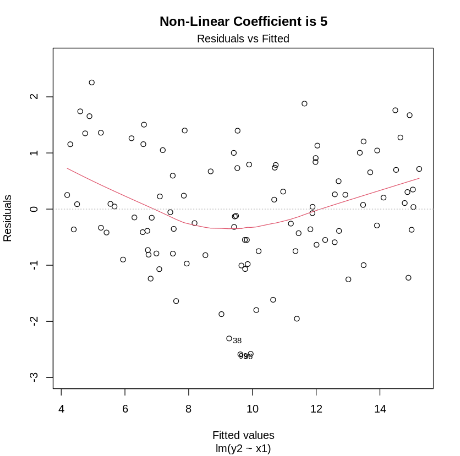 Non-Linear Coefficient is 5
Residuals vs Fitted
Residuals
2
1
0
-1
-2
-3
38
4 6 8 10 12 14
Fitted values
lm(y2 ~ x1)